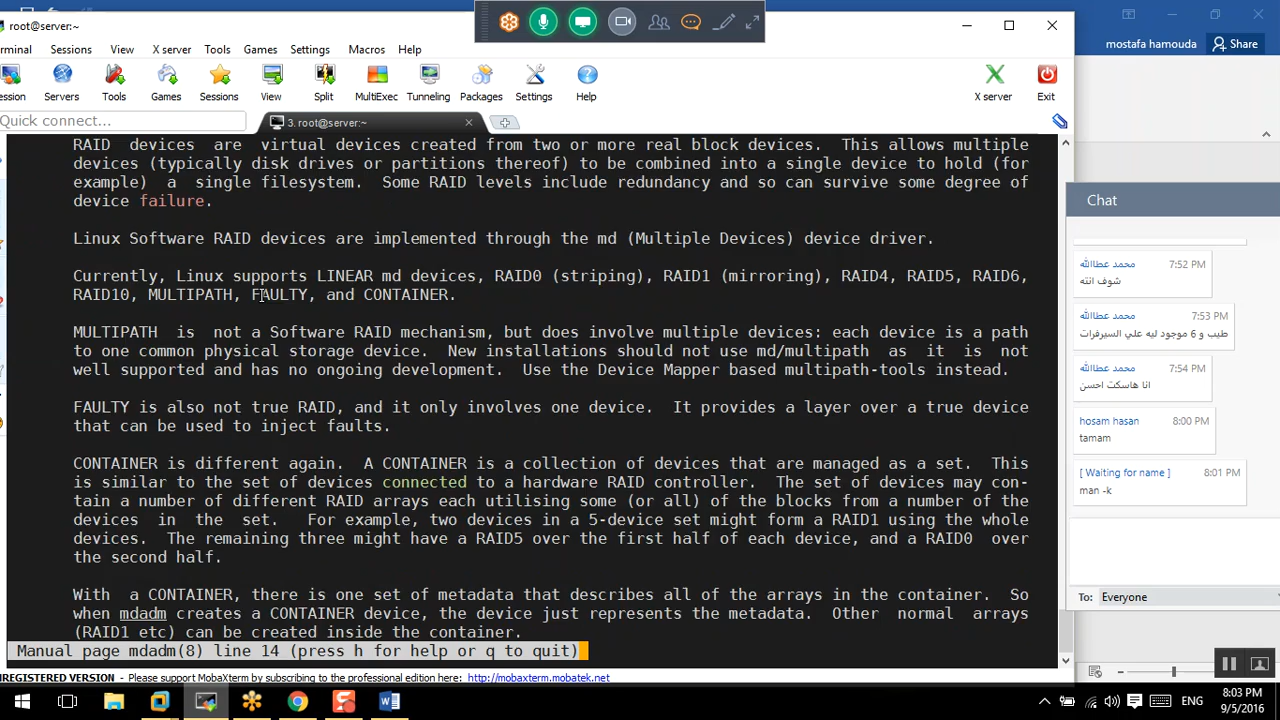 root@server:~
mostafa hamouda
Share
rminal Sessions View X server Tools Games Settings Macros Help
ession Servers Tools Games Sessions View Split MultiExec Tunneling Packages Settings Help X server Exit
Quick connect...
3. root@server:~
RAID devices are virtual devices created from two or more real block devices. This allows multiple
devices (typically disk drives or partitions thereof) to be combined into a single device to hold (for
example) a single filesystem. Some RAID levels include redundancy and so can survive some degree of
device failure.
Linux Software RAID devices are implemented through the md (Multiple Devices) device driver.
Currently, Linux supports LINEAR md devices, RAID0 (striping), RAID1 (mirroring), RAID4, RAID5, RAID6,
RAID10, MULTIPATH, FAULTY, and CONTAINER.
MULTIPATH is not a Software RAID mechanism, but does involve multiple devices: each device is a path
to one common physical storage device. New installations should not use md/multipath as it is not
well supported and has no ongoing development. Use the Device Mapper based multipath-tools instead.
FAULTY is also not true RAID, and it only involves one device. It provides a layer over a true device
that can be used to inject faults.
CONTAINER is different again. A CONTAINER is a collection of devices that are managed as a set. This
is similar to the set of devices connected to a hardware RAID controller. The set of devices may con-
tain a number of different RAID arrays each utilising some (or all) of the blocks from a number of the
devices in the set. For example, two devices in a 5-device set might form a RAID1 using the whole
devices. The remaining three might have a RAID5 over the first half of each device, and a RAID0 over
the second half.
With a CONTAINER, there is one set of metadata that describes all of the arrays in the container. So
when mdadm creates a CONTAINER device, the device just represents the metadata. Other normal arrays
(RAID1 etc) can be created inside the container.
Manual page mdadm(8) line 14 (press h for help or q to quit)
REGISTERED VERSION - Please support MobaXterm by subscribing to the professional edition here: http://mobaxterm.mobatek.net
Chat
محمد عطاالله 7:52 PM
شوف انته
محمد عطاالله 7:53 PM
طيب و 6 موجود ليه علي السيرفرات
محمد عطاالله 7:54 PM
انا هاسكت احسن
hosam hasan 8:00 PM
tamam
[ Waiting for name ] 8:01 PM
man -k
To: Everyone
ENG
8:03 PM
9/5/2016